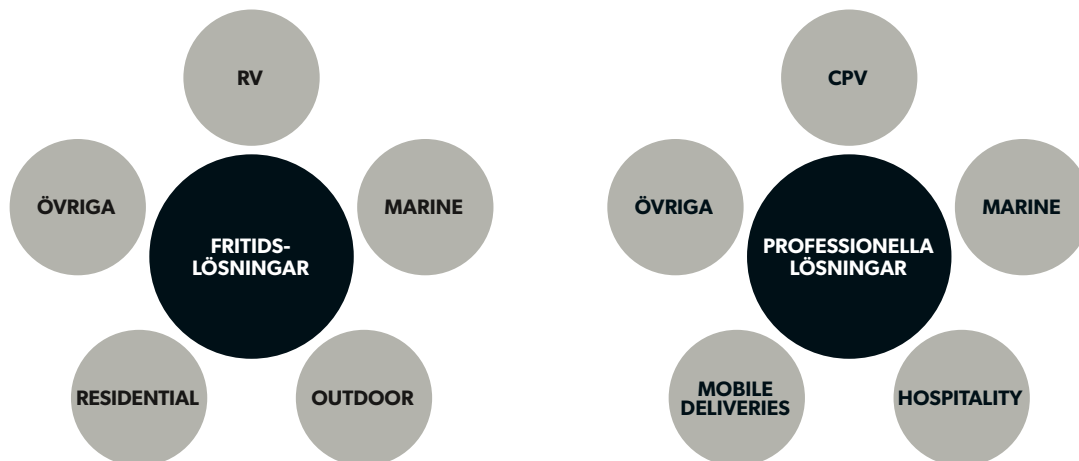 RV
ÖVRIGA
MARINE
FRITIDS-
LÖSNINGAR
RESIDENTIAL
OUTDOOR
CPV
ÖVRIGA
MARINE
PROFESSIONELLA
LÖSNINGAR
MOBILE
DELIVERIES
HOSPITALITY